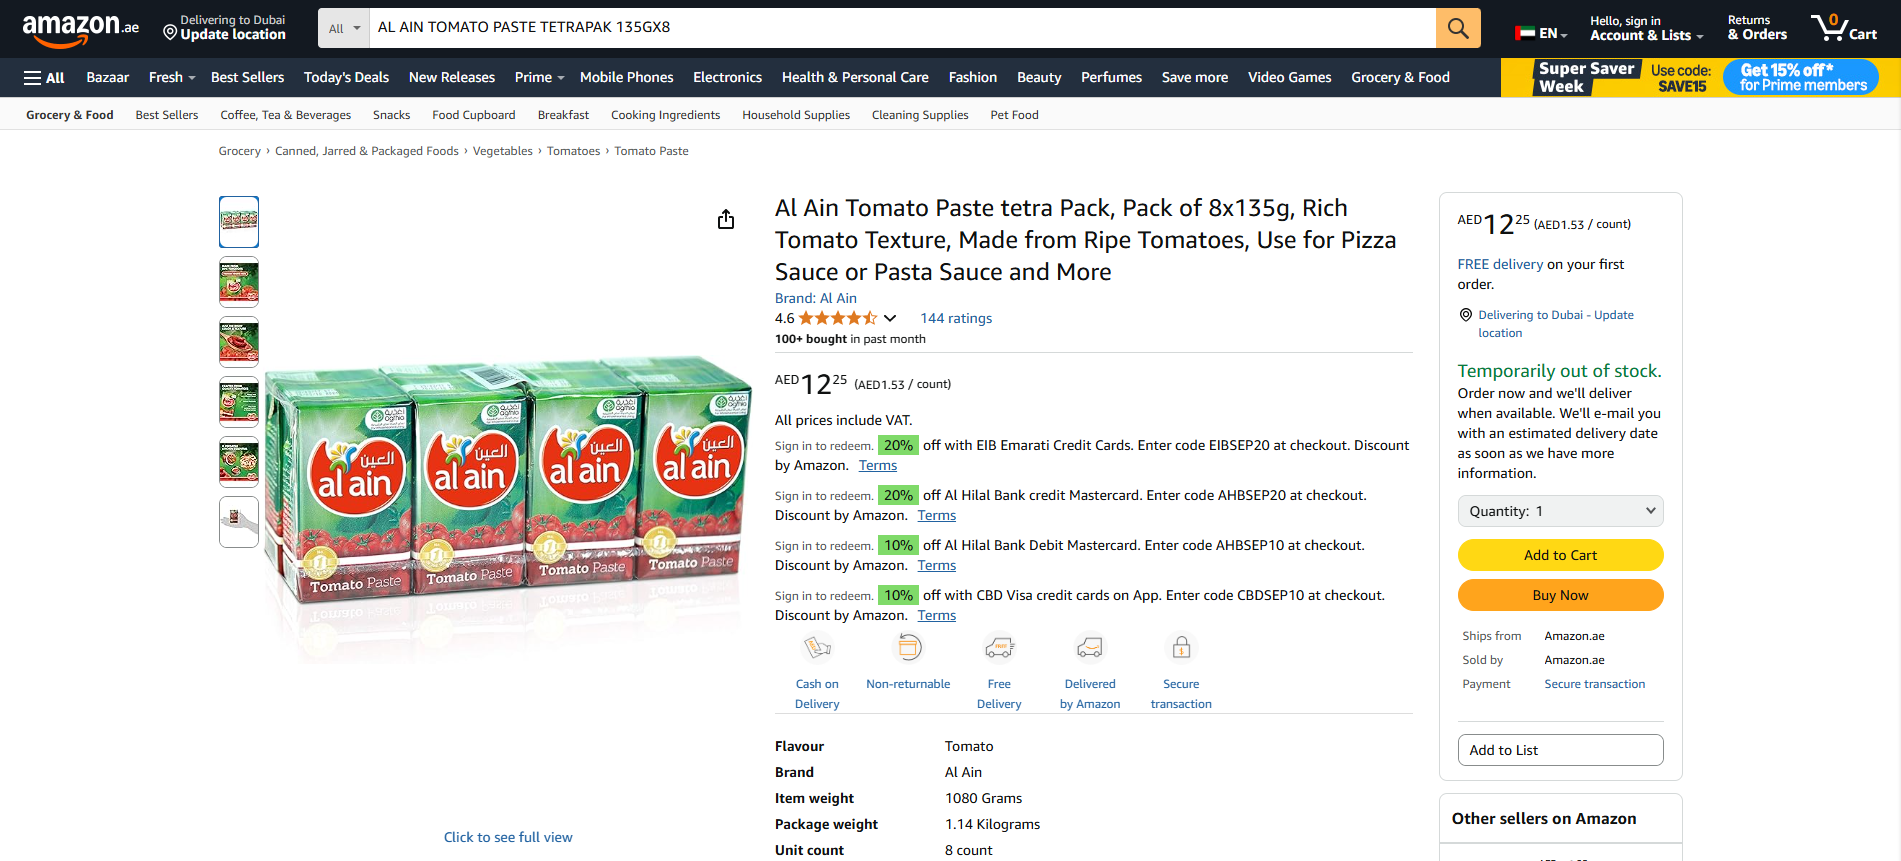 amazon.ae
Delivering to Dubai
Update location
All
AL AIN TOMATO PASTE TETRAPAK 135GX8
EN
Hello, sign in
Account & Lists
Returns
& Orders
0
Cart
All
Bazaar
Fresh
Best Sellers
Today's Deals
New Releases
Prime
Mobile Phones
Electronics
Health & Personal Care
Fashion
Beauty
Perfumes
Save more
Video Games
Grocery & Food
Super Saver
Week
Use code:
SAVE15
Get 15% off*
for Prime members
Grocery & Food
Best Sellers
Coffee, Tea & Beverages
Snacks
Food Cupboard
Breakfast
Cooking Ingredients
Household Supplies
Cleaning Supplies
Pet Food
Grocery › Canned, Jarred & Packaged Foods › Vegetables › Tomatoes › Tomato Paste
العين
al ain
Tomato Paste
العين
al ain
Tomato Paste
العين
al ain
Tomato Paste
العين
al ain
Tomato Paste
Click to see full view
Al Ain Tomato Paste tetra Pack, Pack of 8x135g, Rich
Tomato Texture, Made from Ripe Tomatoes, Use for Pizza
Sauce or Pasta Sauce and More
Brand: Al Ain
4.6
144 ratings
100+ bought in past month
AED 12 25 (AED1.53 / count)
All prices include VAT.
Sign in to redeem. 20% off with EIB Emarati Credit Cards. Enter code EIBSEP20 at checkout. Discount
by Amazon. Terms
Sign in to redeem. 20% off Al Hilal Bank credit Mastercard. Enter code AHBSEP20 at checkout.
Discount by Amazon. Terms
Sign in to redeem. 10% off Al Hilal Bank Debit Mastercard. Enter code AHBSEP10 at checkout.
Discount by Amazon. Terms
Sign in to redeem. 10% off with CBD Visa credit cards on App. Enter code CBDSEP10 at checkout.
Discount by Amazon. Terms
Cash on
Delivery
Non-returnable
Free
Delivery
Delivered
by Amazon
Secure
transaction
Flavour Tomato
Brand Al Ain
Item weight 1080 Grams
Package weight 1.14 Kilograms
Unit count 8 count
AED 12 25 (AED1.53 / count)
FREE delivery on your first
order.
Delivering to Dubai - Update
location
Temporarily out of stock.
Order now and we'll deliver
when available. We'll e-mail you
with an estimated delivery date
as soon as we have more
information.
Quantity: 1
Add to Cart
Buy Now
Ships from Amazon.ae
Sold by Amazon.ae
Payment Secure transaction
Add to List
Other sellers on Amazon